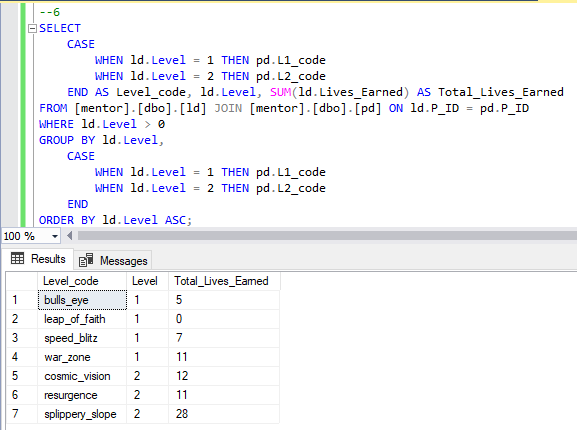 --6
SELECT
CASE
WHEN ld.Level = 1 THEN pd.L1_code
WHEN ld.Level = 2 THEN pd.L2_code
END AS Level_code, ld.Level, SUM(ld.Lives_Earned) AS Total_Lives_Earned
FROM [mentor].[dbo].[ld] JOIN [mentor].[dbo].[pd] ON ld.P_ID = pd.P_ID
WHERE ld.Level > 0
GROUP BY ld.Level,
CASE
WHEN ld.Level = 1 THEN pd.L1_code
WHEN ld.Level = 2 THEN pd.L2_code
END
ORDER BY ld.Level ASC;
100 %
Results Messages
Level_code Level Total_Lives_Earned
1 bulls_eye 1 5
2 leap_of_faith 1 0
3 speed_blitz 1 7
4 war_zone 1 11
5 cosmic_vision 2 12
6 resurgence 2 11
7 splippery_slope 2 28